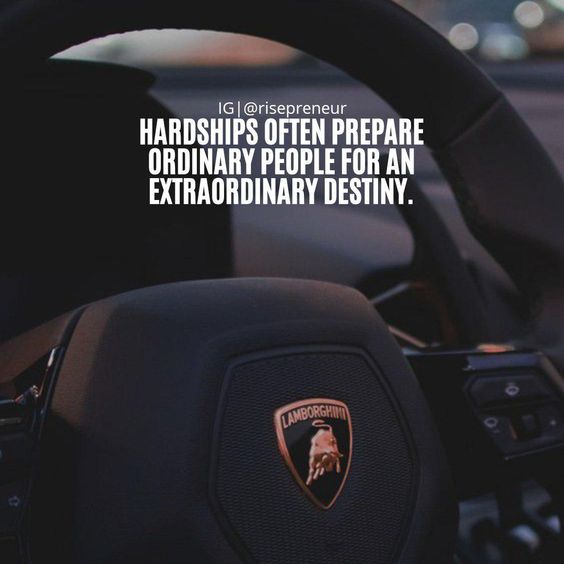 IG|@risepreneur
HARDSHIPS OFTEN PREPARE
ORDINARY PEOPLE FOR AN
EXTRAORDINARY DESTINY.
LAMBORGHINI